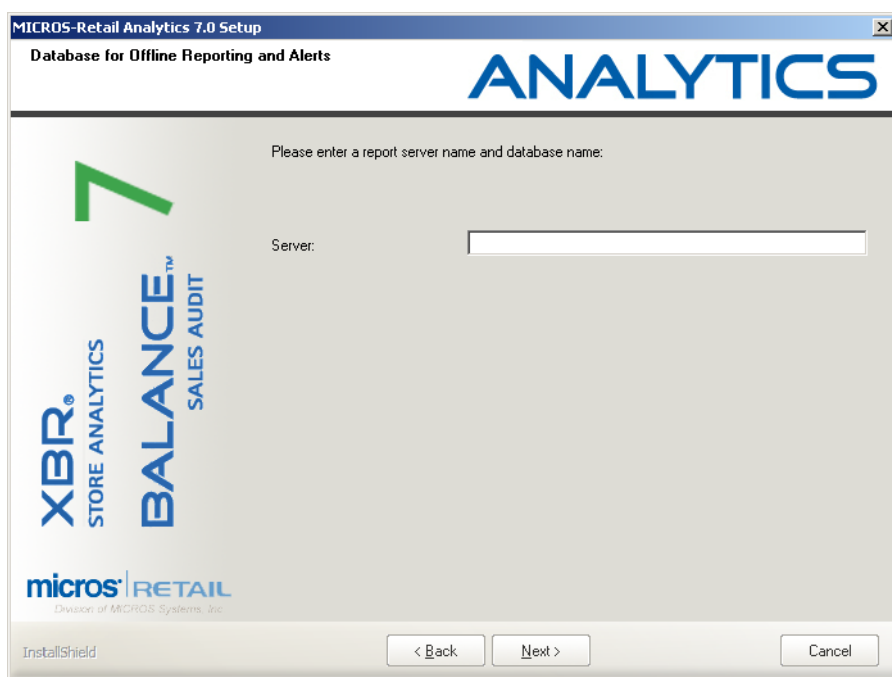 MICROS-Retail Analytics 7.0 Setup
Database for Offline Reporting and Alerts
ANALYTICS
Please enter a report server name and database name:
Server:
7
XBR®
STORE ANALYTICS
BALANCE™
SALES AUDIT
micros® RETAIL
Division of MICROS Systems, Inc.
InstallShield
< Back
Next >
Cancel